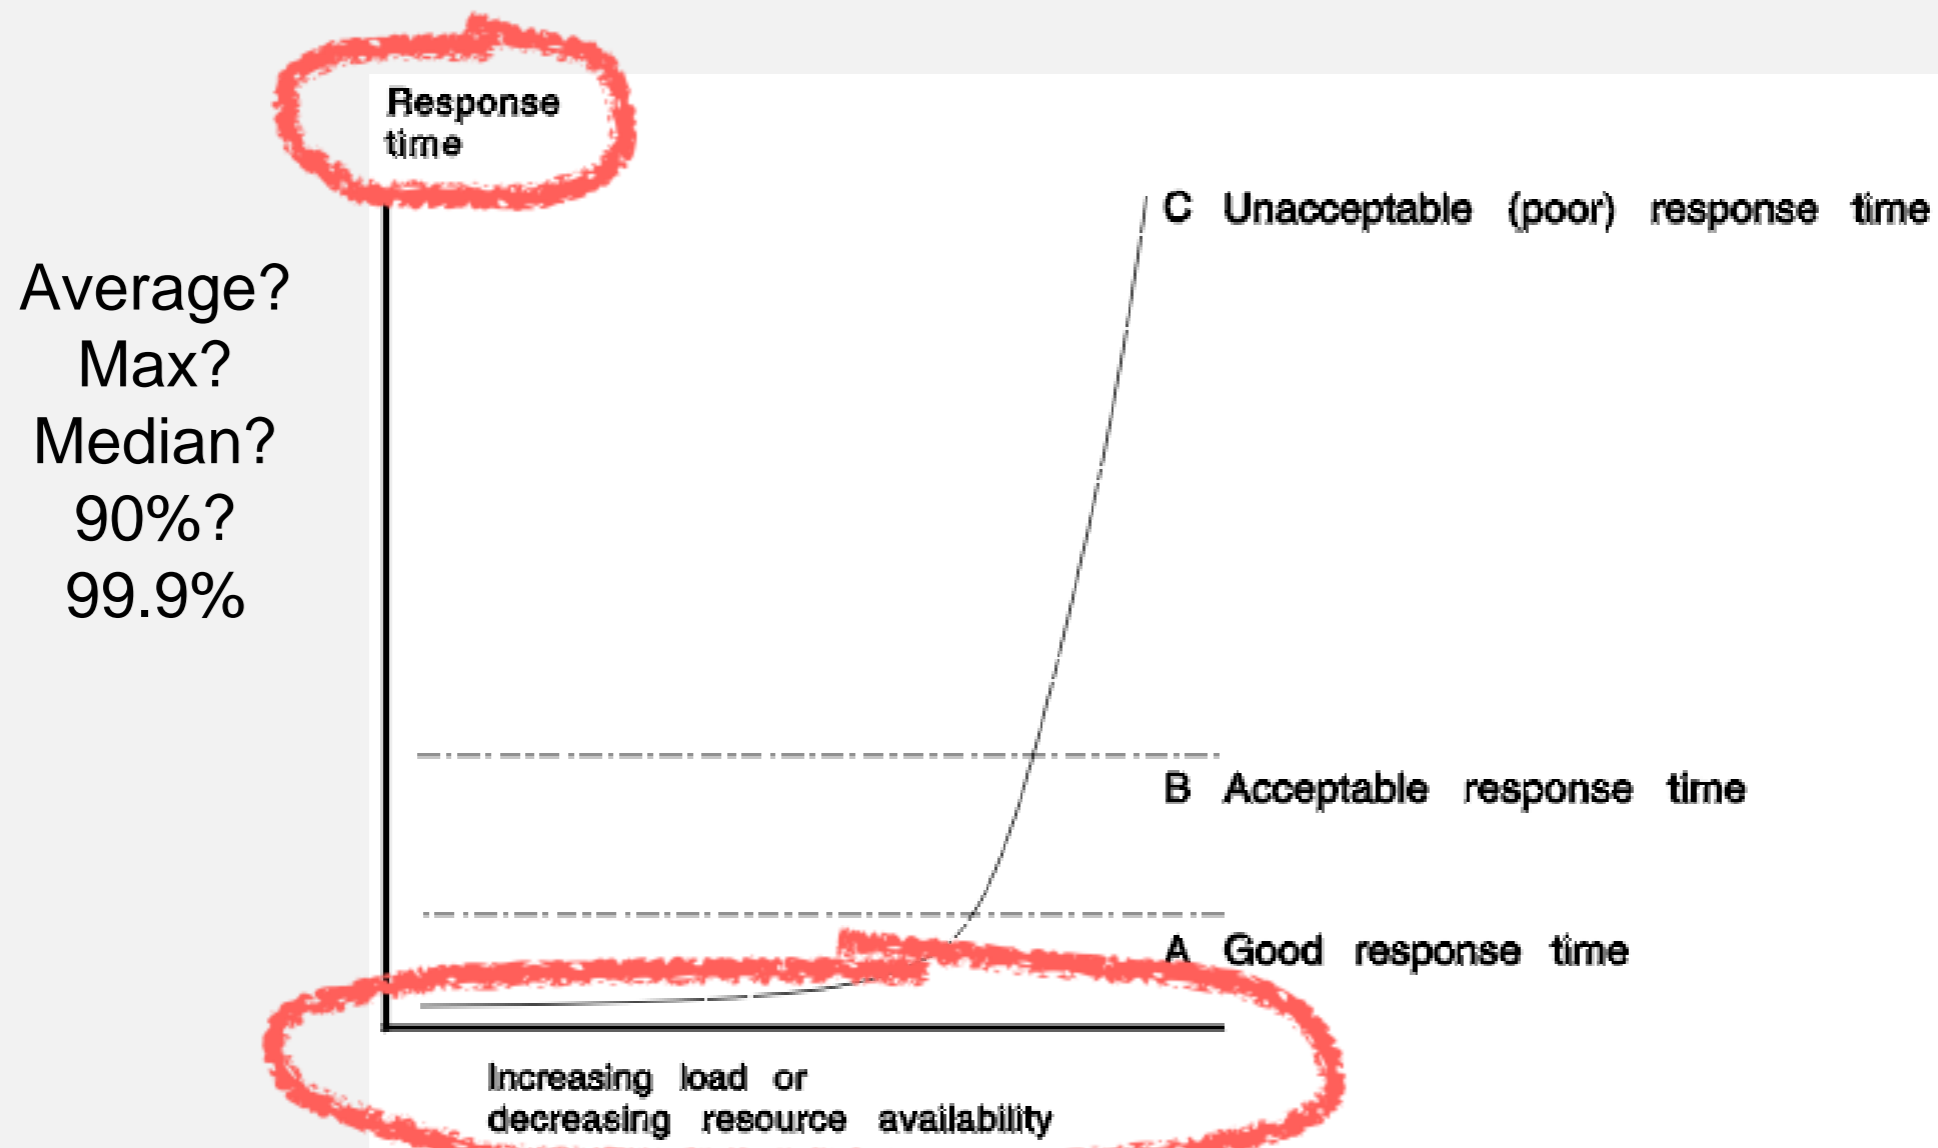 Response
time
C Unacceptable (poor) response time
Average?
Max?
Median?
90%?
99.9%
B Acceptable response time
A Good response time
Increasing load or
decreasing resource availability